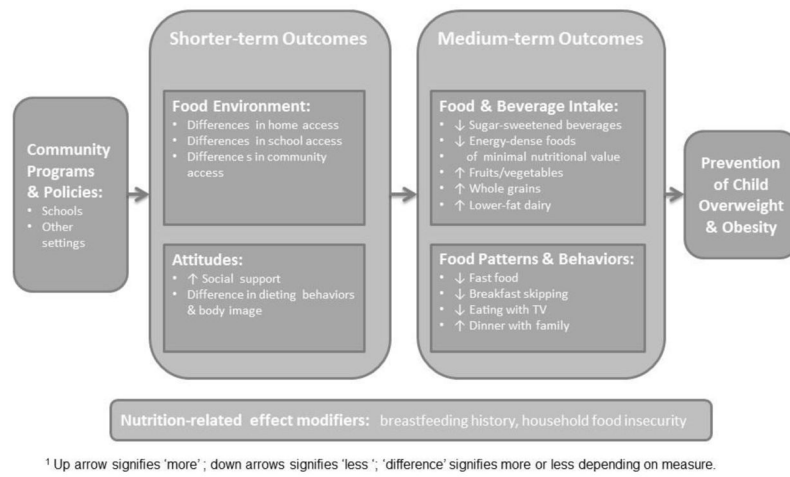 Shorter-term Outcomes
Medium-term Outcomes
Community
Programs
& Policies:
• Schools
• Other
settings
Food Environment:
• Differences in home access
• Differences in school access
• Difference s in community
access
Attitudes:
• ↑ Social support
• Difference in dieting behaviors
& body image
Food & Beverage Intake:
• ↓ Sugar-sweetened beverages
• ↓ Energy-dense foods
• of minimal nutritional value
• ↑ Fruits/vegetables
• ↑ Whole grains
• ↑ Lower-fat dairy
Food Patterns & Behaviors:
• ↓ Fast food
• ↓ Breakfast skipping
• ↓ Eating with TV
• ↑ Dinner with family
Prevention
of Child
Overweight
& Obesity
Nutrition-related effect modifiers: breastfeeding history, household food insecurity
1 Up arrow signifies ‘more’ ; down arrows signifies ‘less ‘; ‘difference’ signifies more or less depending on measure.